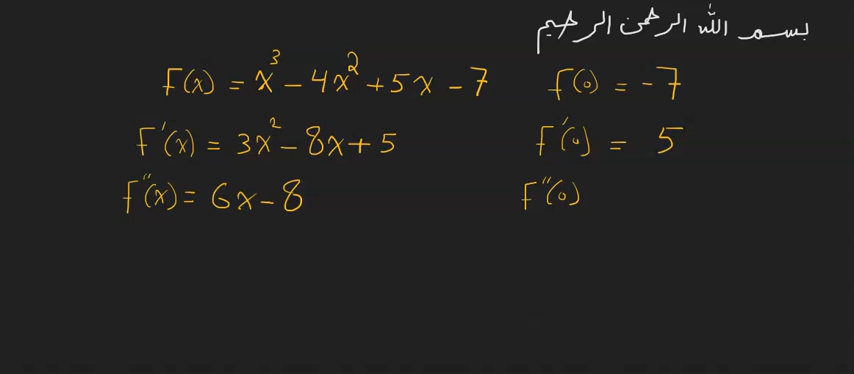 بسم الله الرحمن الرحيم
F(x) = x³ - 4x² + 5x - 7 f(0) = -7
F'(x) = 3x² - 8x + 5 F'(0) = 5
F''(x) = 6x - 8 F''(0)